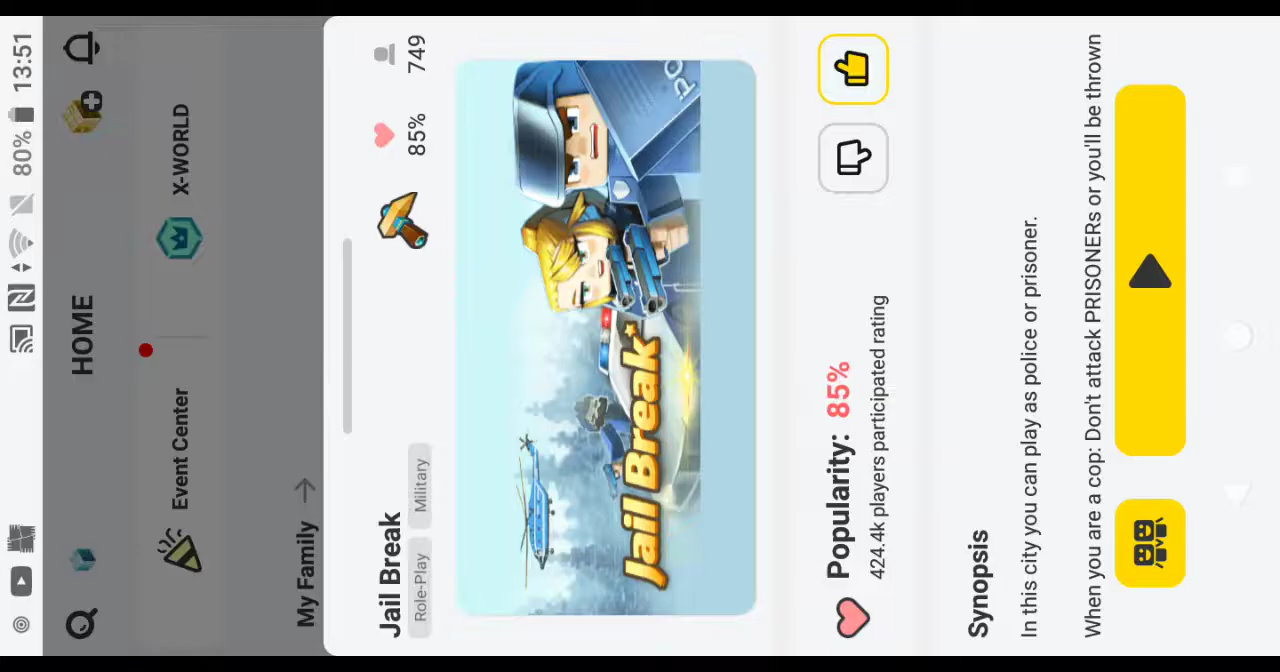 13:51
80%
HOME
Event Center
X-WORLD
My Family
Jail Break
85%
749
Role-Play
Military
Jail Break
PO
Popularity: 85%
424.4k players participated rating
Synopsis
In this city you can play as police or prisoner.
When you are a cop: Don't attack PRISONERs or you'll be thrown